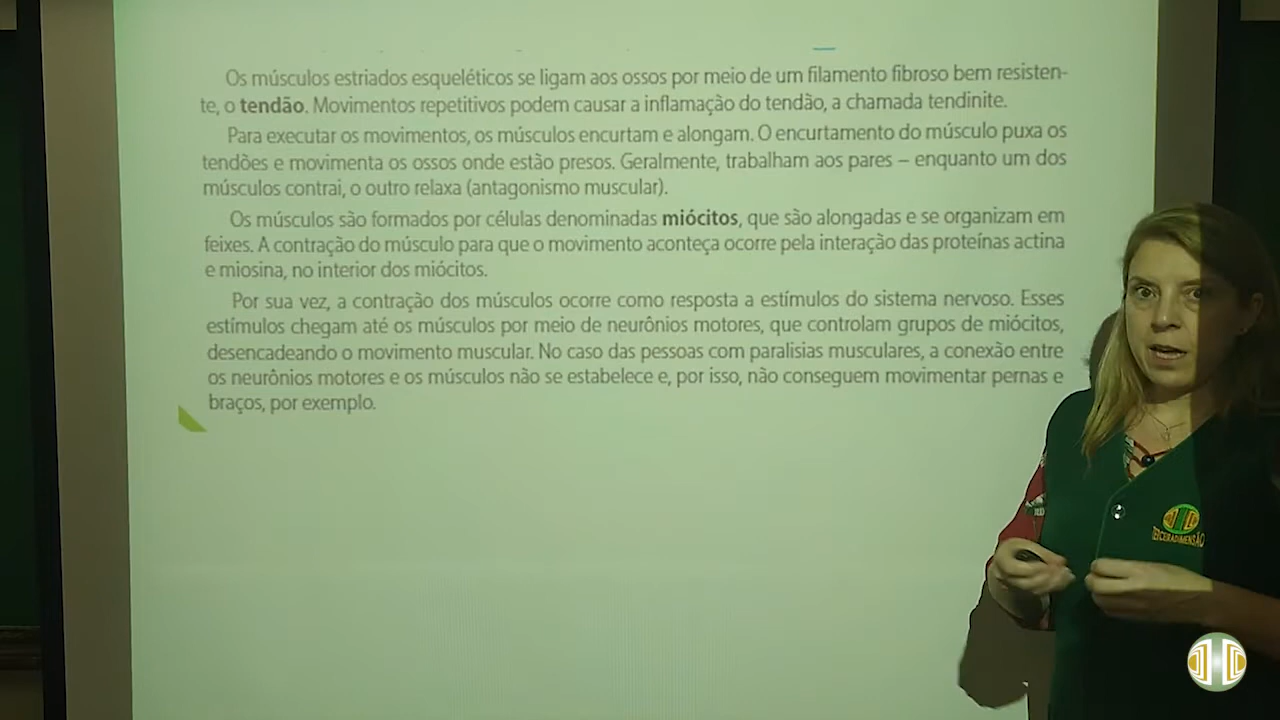 Os músculos estriados esqueléticos se ligam aos ossos por meio de um filamento fibroso bem resisten-
te, o tendão. Movimentos repetitivos podem causar a inflamação do tendão, a chamada tendinite.
Para executar os movimentos, os músculos encurtam e alongam. O encurtamento do músculo puxa os
tendões e movimenta os ossos onde estão presos. Geralmente, trabalham aos pares – enquanto um dos
músculos contrai, o outro relaxa (antagonismo muscular).
Os músculos são formados por células denominadas miócitos, que são alongadas e se organizam em
feixes. A contração do músculo para que o movimento aconteça ocorre pela interação das proteínas actina
e miosina, no interior dos miócitos.
Por sua vez, a contração dos músculos ocorre como resposta a estímulos do sistema nervoso. Esses
estímulos chegam até os músculos por meio de neurônios motores, que controlam grupos de miócitos,
desencadeando o movimento muscular. No caso das pessoas com paralisias musculares, a conexão entre
os neurônios motores e os músculos não se estabelece e, por isso, não conseguem movimentar pernas e
braços, por exemplo.
TERCEIRADIMENSÃO